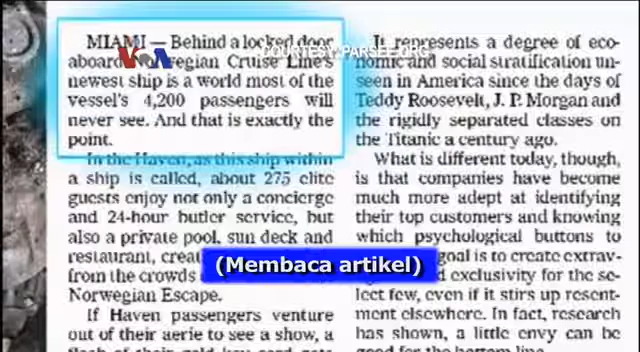 VOA
COURTESY: PARSEE.ORG
MIAMI — Behind a locked door
aboard Norwegian Cruise Line's
newest ship is a world most of the
vessel's 4,200 passengers will
never see. And that is exactly the
point.
In the Haven, as this ship within
a ship is called, about 275 elite
guests enjoy not only a concierge
and 24-hour butler service, but
also a private pool, sun deck and
restaurant,
from the crowds
Norwegian Escape.
If Haven passengers venture
out of their aerie to see a show, a
flash of their gold key card gets
It represents a degree of eco-
nomic and social stratification un-
seen in America since the days of
Teddy Roosevelt, J. P. Morgan and
the rigidly separated classes on
the Titanic a century ago.
What is different today, though,
is that companies have become
much more adept at identifying
their top customers and knowing
which psychological buttons to
goal is to create extrav-
exclusivity for the se-
lect few, even if it stirs up resent-
ment elsewhere. In fact, research
has shown, a little envy can be
good for the bottom line.
(Membaca artikel)